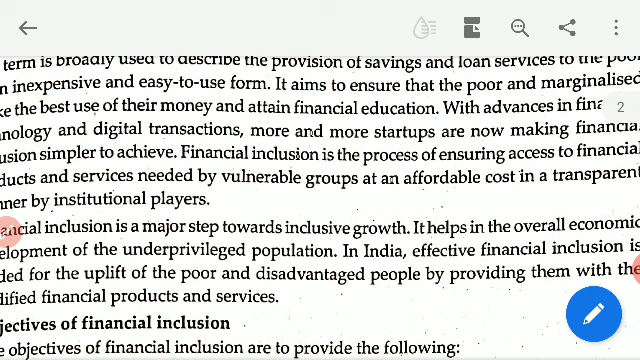 term is broadly used to describe the provision of savings and loan services to the poor
n inexpensive and easy-to-use form. It aims to ensure that the poor and marginalised
ke the best use of their money and attain financial education. With advances in fina
nology and digital transactions, more and more startups are now making financia
usion simpler to achieve. Financial inclusion is the process of ensuring access to financial
ducts and services needed by vulnerable groups at an affordable cost in a transparent
nner by institutional players.
ancial inclusion is a major step towards inclusive growth. It helps in the overall economic
elopment of the underprivileged population. In India, effective financial inclusion is
ded for the uplift of the poor and disadvantaged people by providing them with the
dified financial products and services.
jectives of financial inclusion
e objectives of financial inclusion are to provide the following:
2